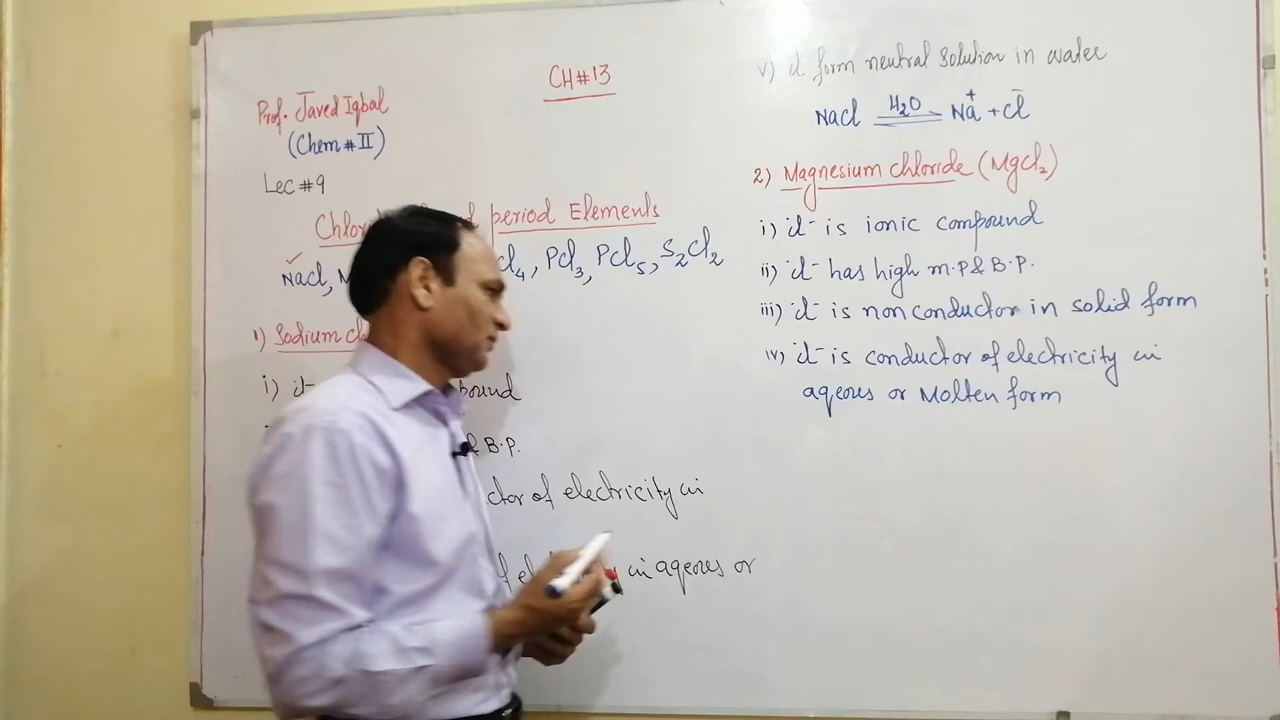 CH#13
Prof. Javed Iqbal
(Chem # II)
Lec #9
Chlor d period Elements
NaCl, Cl4, PCl3, PCl5, S2Cl2
1) Sodium c
i) it bound
& B.P.
ctor of electricity in
in aqeous or
v) it form neutral solution in water
NaCl H2O Na+ + Cl-
2) Magnesium chloride (MgCl2)
i) it is ionic compound
ii) it has high m.P & B.P.
iii) it is non conductor in solid form
iv) it is conductor of electricity in
aqeous or Molten form